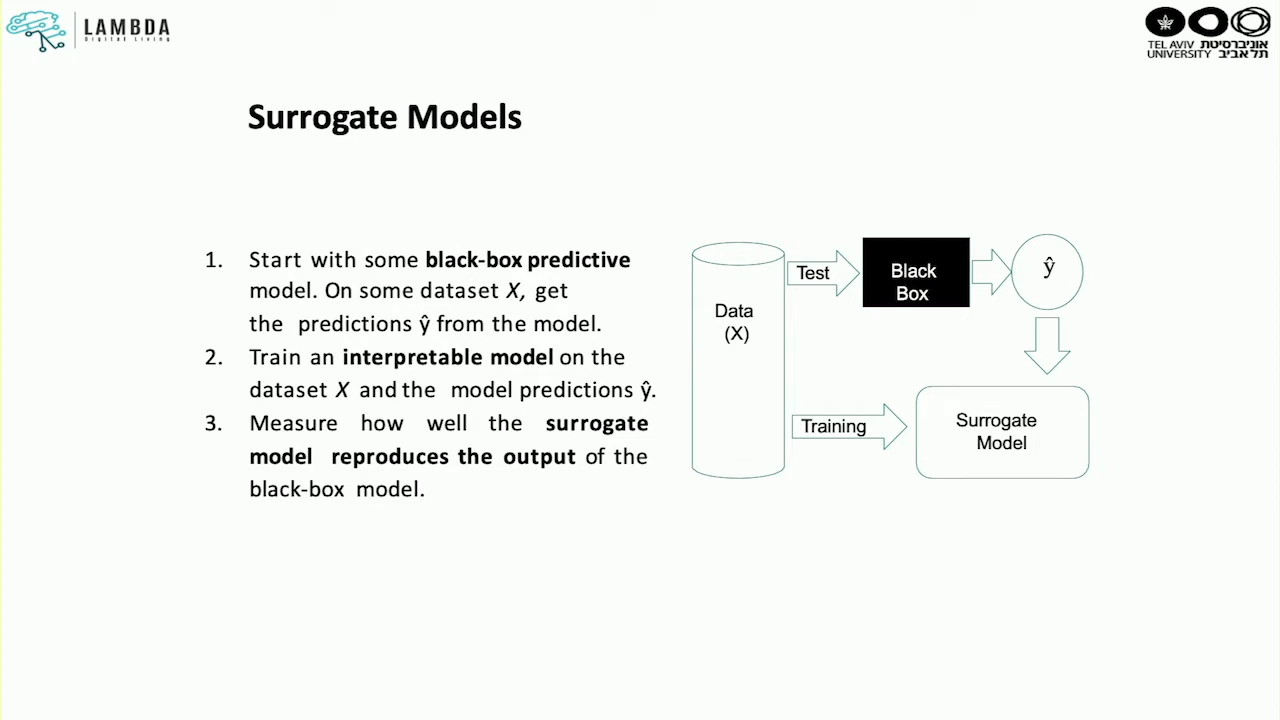 LAMBDA
Digital Living
TEL AVIV אוניברסיטת
UNIVERSITY תל אביב
Surrogate Models
1. Start with some black-box predictive
model. On some dataset X, get
the predictions ŷ from the model.
2. Train an interpretable model on the
dataset X and the model predictions ŷ.
3. Measure how well the surrogate
model reproduces the output of the
black-box model.
Data
(X)
Test
Black
Box
ŷ
Training
Surrogate
Model